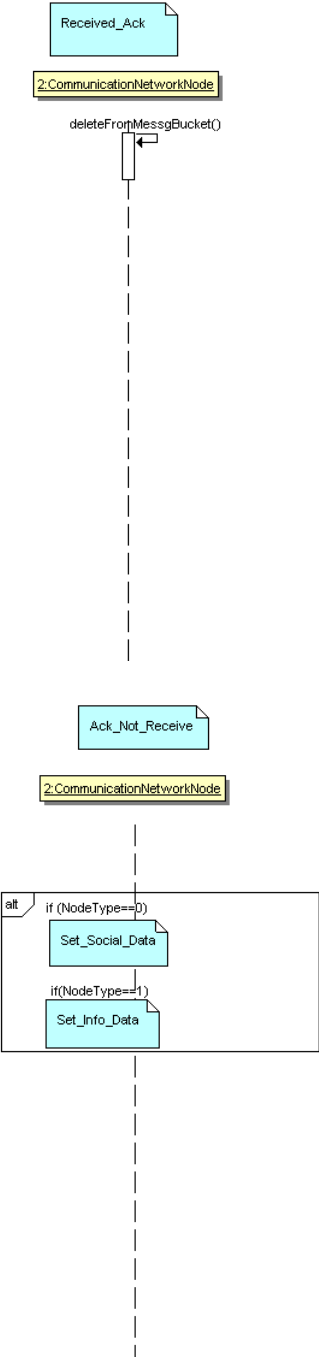 Received_Ack
2:CommunicationNetworkNode
deleteFromMessgBucket()
Ack_Not_Receive
2:CommunicationNetworkNode
alt
if (NodeType==0)
Set_Social_Data
if(NodeType==1)
Set_Info_Data